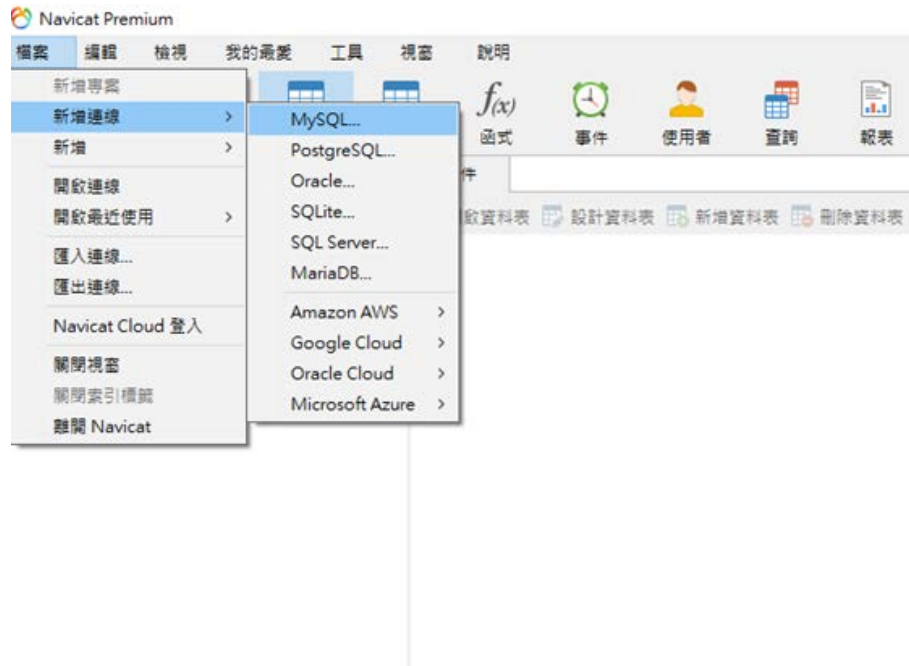 Navicat Premium
檔案 編輯 檢視 我的最愛 工具 視窗 說明
新增專案
新增連線
新增
開啟連線
開啟最近使用
匯入連線...
匯出連線...
Navicat Cloud 登入
關閉視窗
關閉索引標籤
離開 Navicat
MySQL...
PostgreSQL...
Oracle...
SQLite...
SQL Server...
MariaDB...
Amazon AWS
Google Cloud
Oracle Cloud
Microsoft Azure
f(x)
函式 事件 使用者 查詢 報表
件
啟資料表 設計資料表 新增資料表 刪除資料表